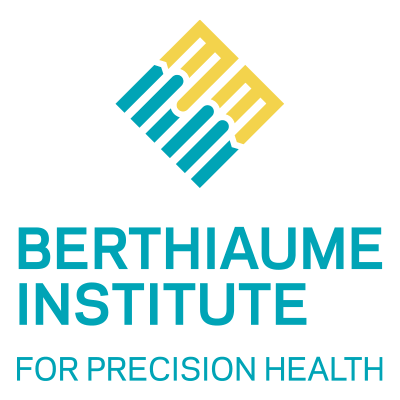 BERTHIAUME
INSTITUTE
FOR PRECISION HEALTH